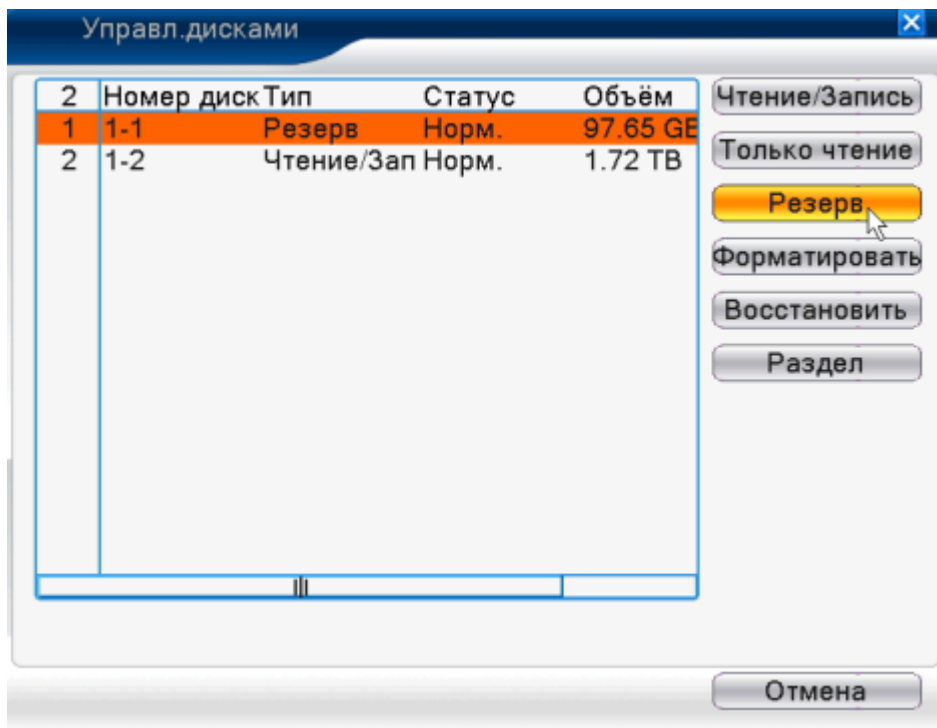 Управл.дисками
2 Номер диск Тип Статус Объём
1 1-1 Резерв Норм. 97.65 GB
2 1-2 Чтение/Зап Норм. 1.72 TB
Чтение/Запись
Только чтение
Резерв
Форматировать
Восстановить
Раздел
Отмена